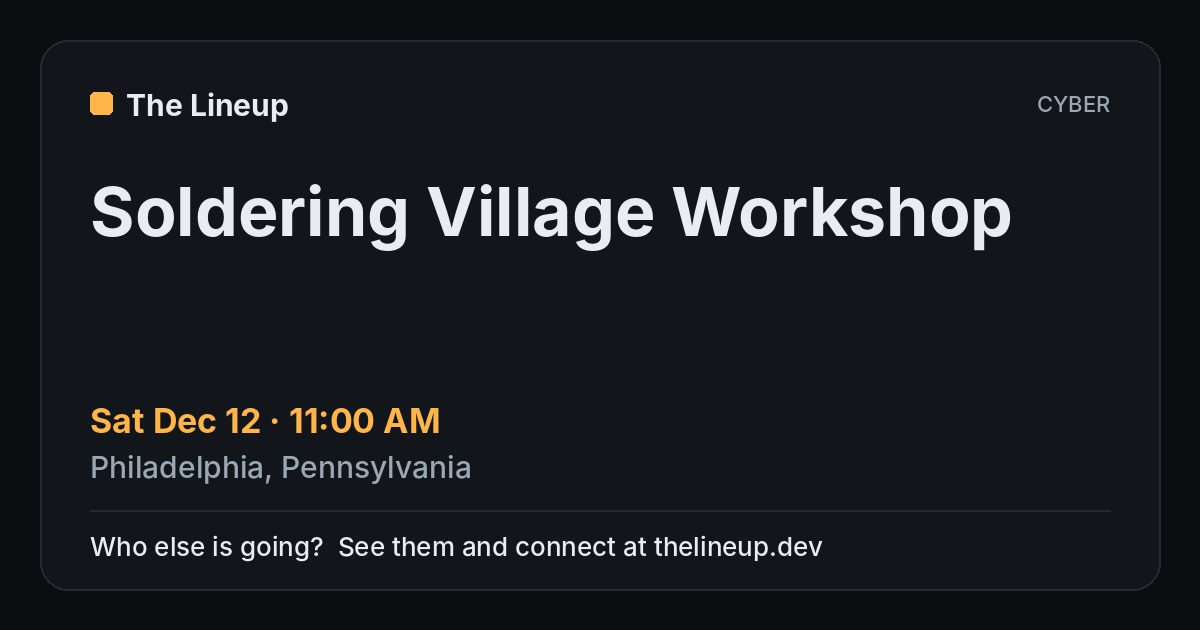 The Lineup
CYBER
Soldering Village Workshop
Sat Dec 12 · 11:00 AM
Philadelphia, Pennsylvania
Who else is going?  See them and connect at thelineup.dev